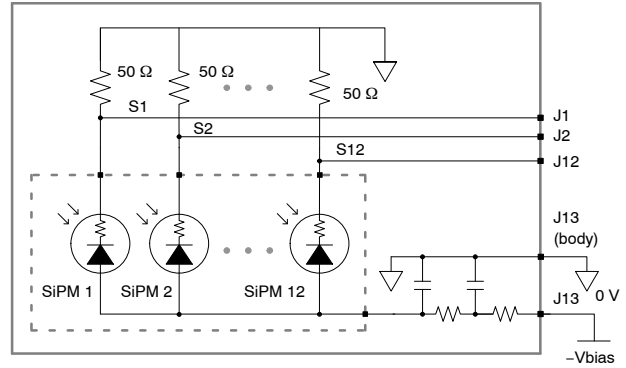 50 Ω
50 Ω
50 Ω
S1
S2
S12
J1
J2
J12
J13
(body)
SiPM 1
SiPM 2
SiPM 12
J13
0 V
−Vbias